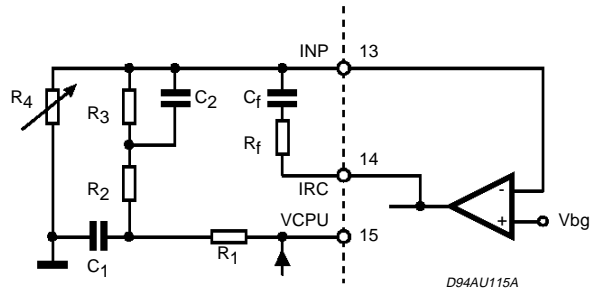 INP 13
R4
R3
C2
Cf
Rf
IRC 14
R2
VCPU 15
- 
+ Vbg
C1
R1
D94AU115A